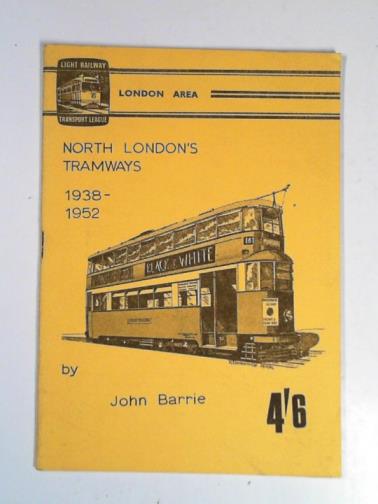 LIGHT RAILWAY
TRANSPORT LEAGUE
LONDON AREA
NORTH LONDON'S
TRAMWAYS
1938-
1952
BLACK & WHITE
by
John Barrie
4'6